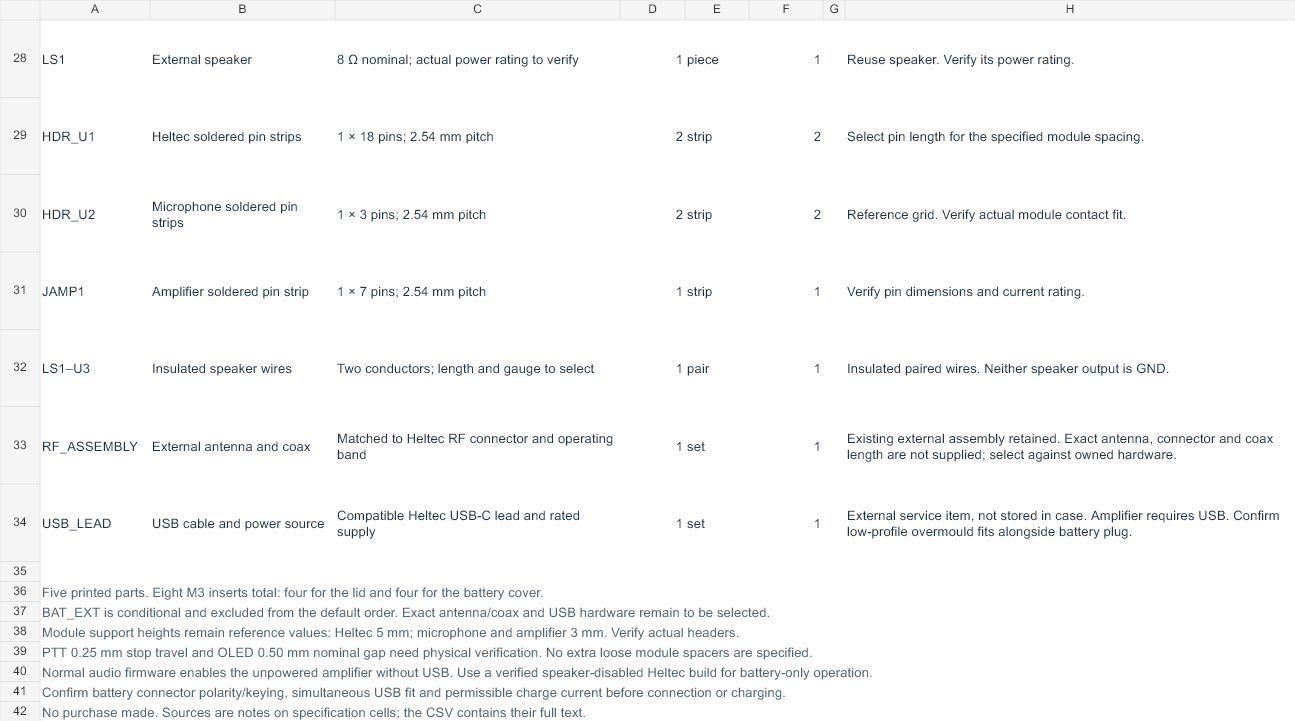 A B C D E F G H
28 LS1 External speaker 8 Ω nominal; actual power rating to verify 1 piece 1 Reuse speaker. Verify its power rating.
29 HDR_U1 Heltec soldered pin strips 1 × 18 pins; 2.54 mm pitch 2 strip 2 Select pin length for the specified module spacing.
30 HDR_U2 Microphone soldered pin strips 1 × 3 pins; 2.54 mm pitch 2 strip 2 Reference grid. Verify actual module contact fit.
31 JAMP1 Amplifier soldered pin strip 1 × 7 pins; 2.54 mm pitch 1 strip 1 Verify pin dimensions and current rating.
32 LS1–U3 Insulated speaker wires Two conductors; length and gauge to select 1 pair 1 Insulated paired wires. Neither speaker output is GND.
33 RF_ASSEMBLY External antenna and coax Matched to Heltec RF connector and operating band 1 set 1 Existing external assembly retained. Exact antenna, connector and coax length are not supplied; select against owned hardware.
34 USB_LEAD USB cable and power source Compatible Heltec USB-C lead and rated supply 1 set 1 External service item, not stored in case. Amplifier requires USB. Confirm low-profile overmould fits alongside battery plug.
35
36 Five printed parts. Eight M3 inserts total: four for the lid and four for the battery cover.
37 BAT_EXT is conditional and excluded from the default order. Exact antenna/coax and USB hardware remain to be selected.
38 Module support heights remain reference values: Heltec 5 mm; microphone and amplifier 3 mm. Verify actual headers.
39 PTT 0.25 mm stop travel and OLED 0.50 mm nominal gap need physical verification. No extra loose module spacers are specified.
40 Normal audio firmware enables the unpowered amplifier without USB. Use a verified speaker-disabled Heltec build for battery-only operation.
41 Confirm battery connector polarity/keying, simultaneous USB fit and permissible charge current before connection or charging.
42 No purchase made. Sources are notes on specification cells; the CSV contains their full text.